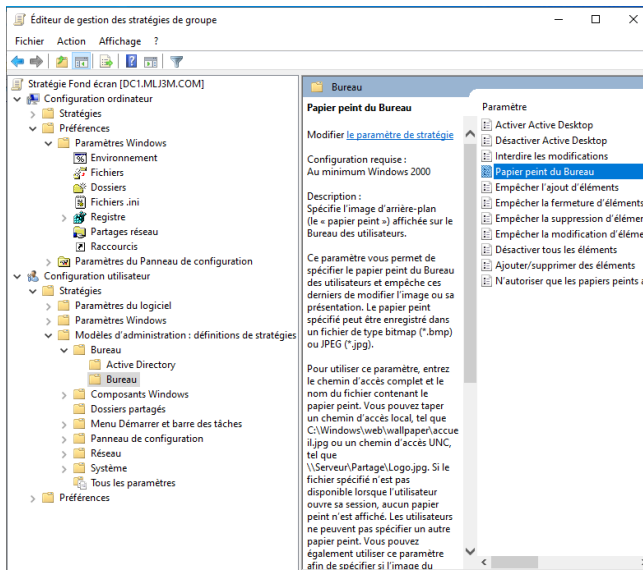 Éditeur de gestion des stratégies de groupe
Fichier Action Affichage ?
Stratégie Fond écran [DC1.MLJ3M.COM]
Configuration ordinateur
Stratégies
Préférences
Paramètres Windows
Environnement
Fichiers
Dossiers
Fichiers .ini
Registre
Partages réseau
Raccourcis
Paramètres du Panneau de configuration
Configuration utilisateur
Stratégies
Paramètres du logiciel
Paramètres Windows
Modèles d'administration : définitions de stratégies
Bureau
Active Directory
Bureau
Composants Windows
Dossiers partagés
Menu Démarrer et barre des tâches
Panneau de configuration
Réseau
Système
Tous les paramètres
Préférences
Bureau
Papier peint du Bureau
Modifier le paramètre de stratégie
Configuration requise :
Au minimum Windows 2000
Description :
Spécifie l'image d'arrière-plan
(le « papier peint ») affichée sur le
Bureau des utilisateurs.
Ce paramètre vous permet de
spécifier le papier peint du Bureau
des utilisateurs et empêche ces
derniers de modifier l'image ou sa
présentation. Le papier peint
spécifié peut être enregistré dans
un fichier de type bitmap (*.bmp)
ou JPEG (*.jpg).
Pour utiliser ce paramètre, entrez
le chemin d'accès complet et le
nom du fichier contenant le
papier peint. Vous pouvez taper
un chemin d'accès local, tel que
C:\Windows\web\wallpaper\accue
il.jpg ou un chemin d'accès UNC,
tel que
\\Serveur\Partage\Logo.jpg. Si le
fichier spécifié n'est pas
disponible lorsque l'utilisateur
ouvre sa session, aucun papier
peint n'est affiché. Les utilisateurs
ne peuvent pas spécifier un autre
papier peint. Vous pouvez
également utiliser ce paramètre
afin de spécifier si l'image du
Paramètre
Activer Active Desktop
Désactiver Active Desktop
Interdire les modifications
Papier peint du Bureau
Empêcher l'ajout d'éléments
Empêcher la fermeture d'éléments
Empêcher la suppression d'élémen
Empêcher la modification d'éléme
Désactiver tous les éléments
Ajouter/supprimer des éléments
N'autoriser que les papiers peints a